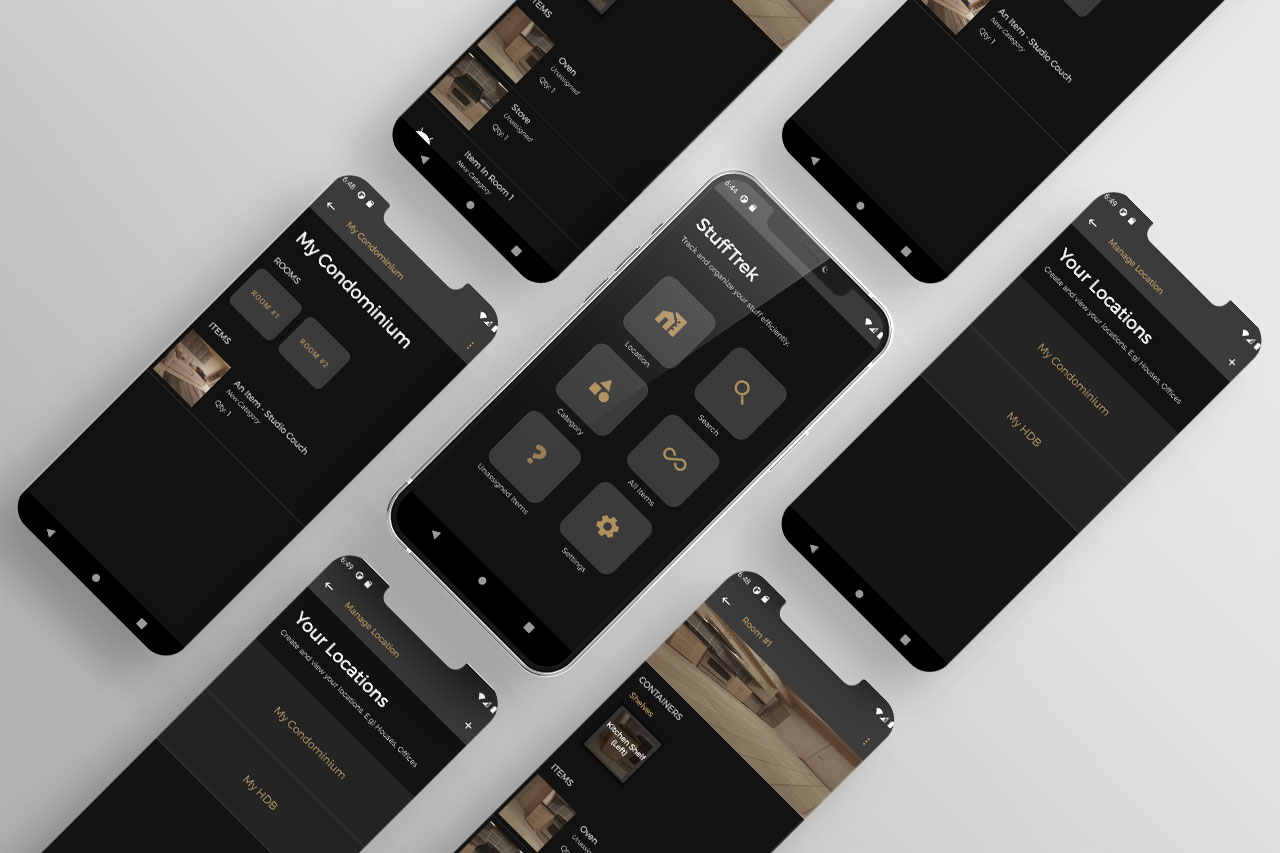 ITEMS
Oven
Unassigned
Qty: 1
Stove
Unassigned
Qty: 1
Item In Room 1
New Category
An Item - Studio Couch
New Category
Qty: 1
6:48
My Condominium
My Condominium
ROOMS
ROOM #1
ROOM #2
ITEMS
An Item - Studio Couch
New Category
Qty: 1
6:44
StuffTrek
Track and organize your stuff efficiently.
Location
Search
Category
All Items
Unassigned Items
Settings
6:49
Manage Location
Your Locations
Create and view your locations. E.g) Houses, Offices
My Condominium
My HDB
6:49
Manage Location
Your Locations
Create and view your locations. E.g) Houses, Offices
My Condominium
My HDB
6:48
Room #1
CONTAINERS
Shelves
Kitchen Shelf
(Left)
ITEMS
Oven
Qty: 1